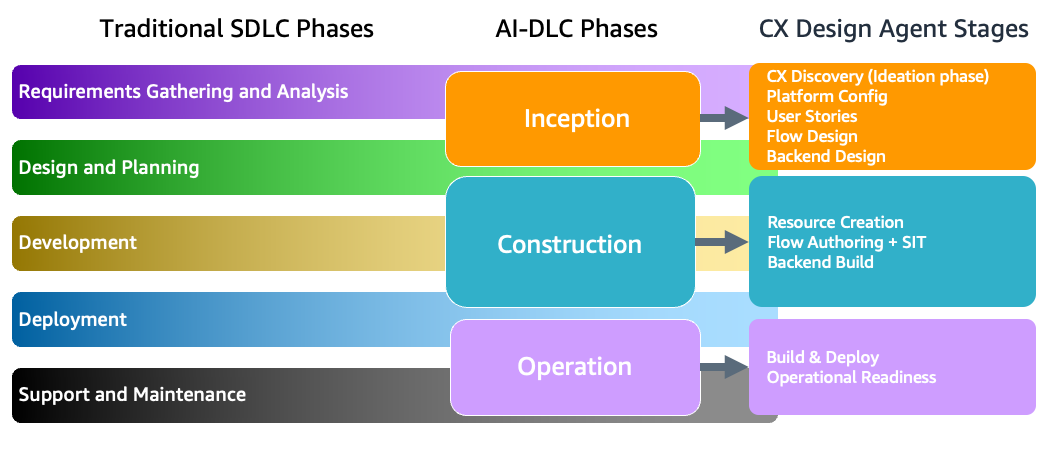 Traditional SDLC Phases
AI-DLC Phases
CX Design Agent Stages
Requirements Gathering and Analysis
Design and Planning
Development
Deployment
Support and Maintenance
Inception
Construction
Operation
CX Discovery (Ideation phase)
Platform Config
User Stories
Flow Design
Backend Design
Resource Creation
Flow Authoring + SIT
Backend Build
Build & Deploy
Operational Readiness